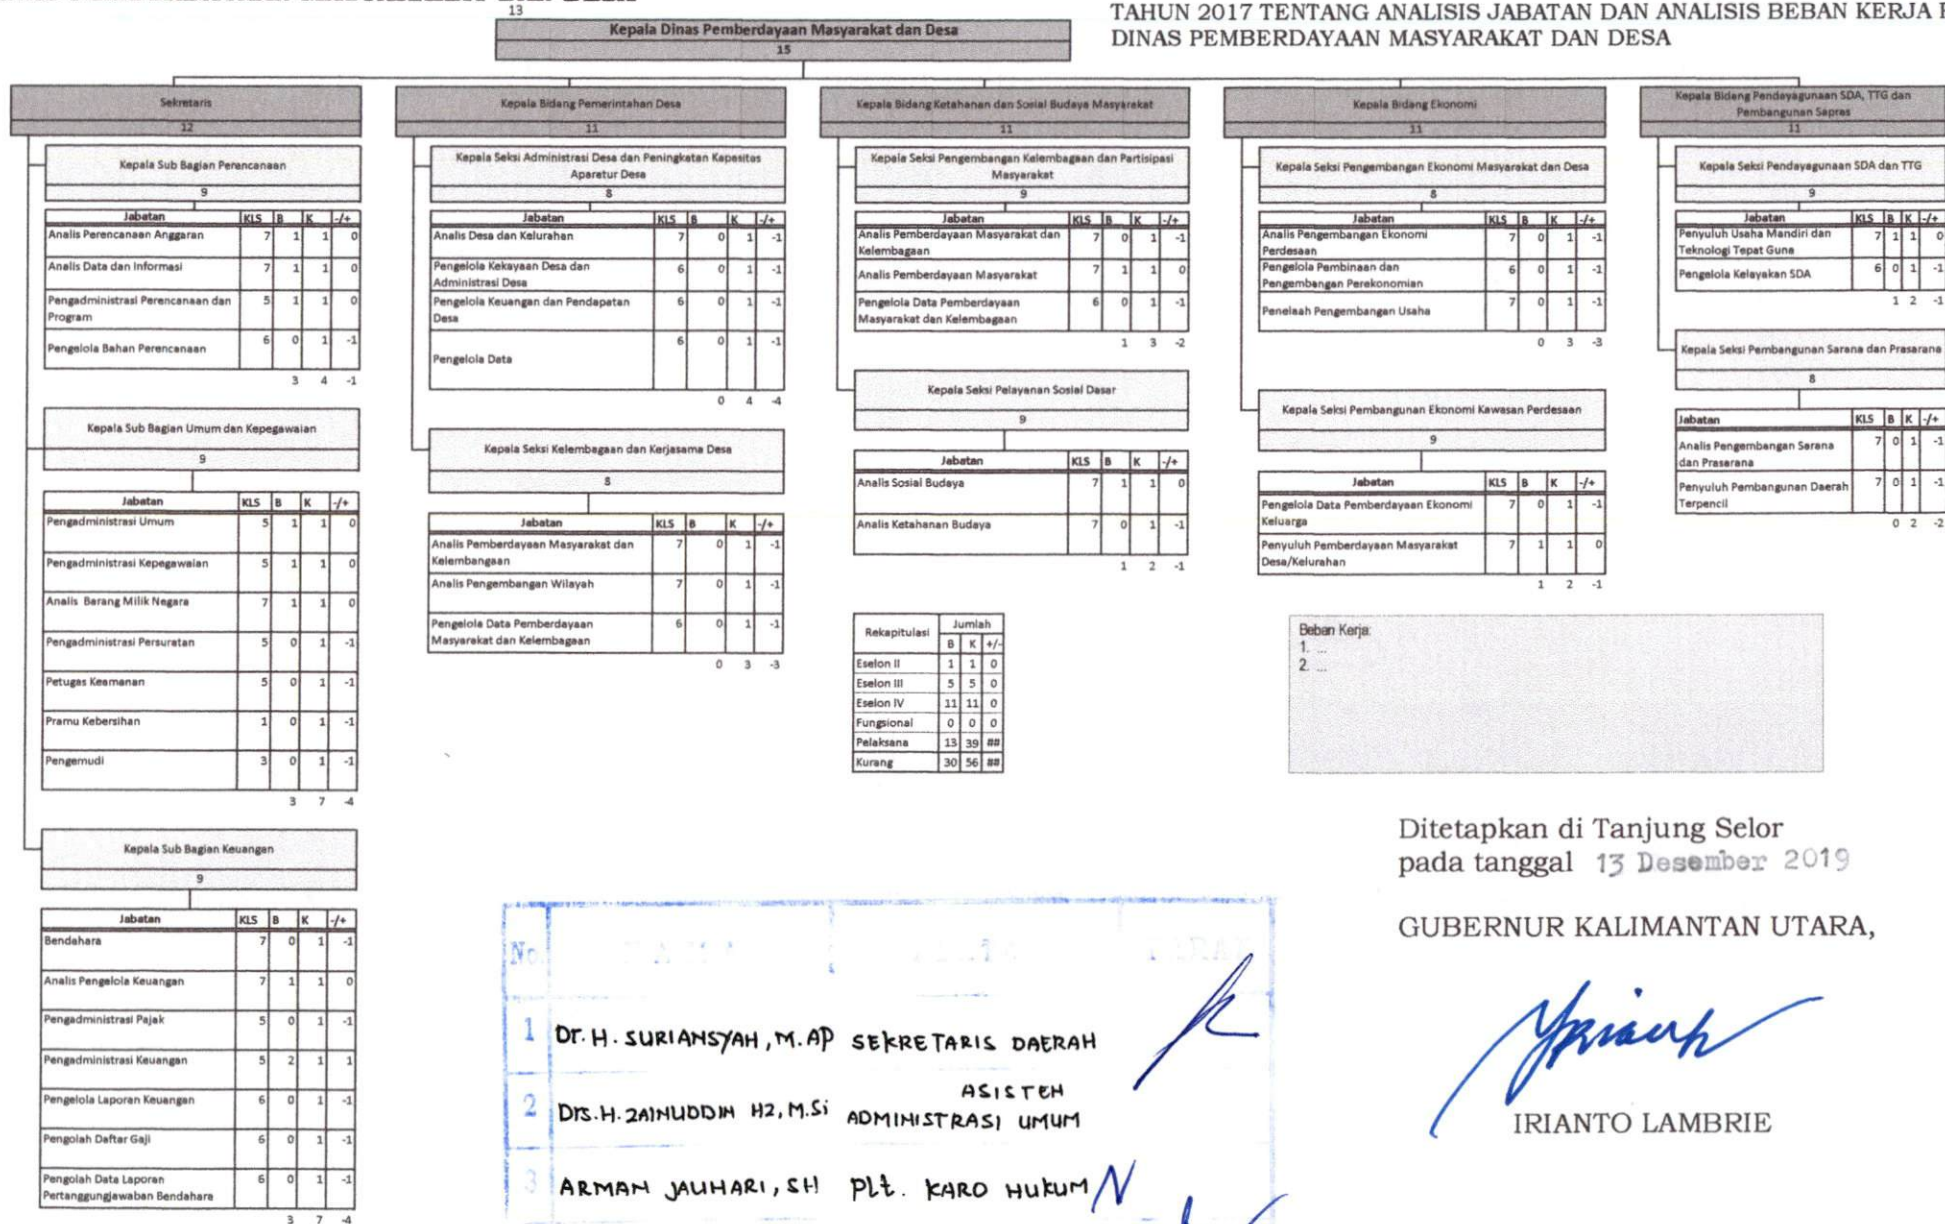 13
TAHUN 2017 TENTANG ANALISIS JABATAN DAN ANALISIS BEBAN KERJA
DINAS PEMBERDAYAAN MASYARAKAT DAN DESA
Kepala Dinas Pemberdayaan Masyarakat dan Desa
15
Sekretaris
12
Kepala Sub Bagian Perencanaan
9
Jabatan KLS B K -/+
Analis Perencanaan Anggaran 7 1 1 0
Analis Data dan Informasi 7 1 1 0
Pengadministrasi Perencanaan dan
Program 5 1 1 0
Pengelola Bahan Perencanaan 6 0 1 -1
3 4 -1
Kepala Sub Bagian Umum dan Kepegawaian
9
Jabatan KLS B K -/+
Pengadministrasi Umum 5 1 1 0
Pengadministrasi Kepegawaian 5 1 1 0
Analis Barang Milik Negara 7 1 1 0
Pengadministrasi Persuratan 5 0 1 -1
Petugas Keamanan 5 0 1 -1
Pramu Kebersihan 1 0 1 -1
Pengemudi 3 0 1 -1
3 7 -4
Kepala Sub Bagian Keuangan
9
Jabatan KLS B K -/+
Bendahara 7 0 1 -1
Analis Pengelola Keuangan 7 1 1 0
Pengadministrasi Pajak 5 0 1 -1
Pengadministrasi Keuangan 5 2 1 1
Pengelola Laporan Keuangan 6 0 1 -1
Pengolah Daftar Gaji 6 0 1 -1
Pengolah Data Laporan
Pertanggungjawaban Bendahara 6 0 1 -1
3 7 -4
Kepala Bidang Pemerintahan Desa
11
Kepala Seksi Administrasi Desa dan Peningkatan Kapasitas
Aparatur Desa
8
Jabatan KLS B K -/+
Analis Desa dan Kelurahan 7 0 1 -1
Pengelola Kekayaan Desa dan
Administrasi Desa 6 0 1 -1
Pengelola Keuangan dan Pendapatan
Desa 6 0 1 -1
Pengelola Data 6 0 1 -1
0 4 -4
Kepala Seksi Kelembagaan dan Kerjasama Desa
8
Jabatan KLS B K -/+
Analis Pemberdayaan Masyarakat dan
Kelembangaan 7 0 1 -1
Analis Pengembangan Wilayah 7 0 1 -1
Pengelola Data Pemberdayaan
Masyarakat dan Kelembagaan 6 0 1 -1
0 3 -3
Kepala Bidang Ketahanan dan Sosial Budaya Masyarakat
11
Kepala Seksi Pengembangan Kelembagaan dan Partisipasi
Masyarakat
9
Jabatan KLS B K -/+
Analis Pemberdayaan Masyarakat dan
Kelembagaan 7 0 1 -1
Analis Pemberdayaan Masyarakat 7 1 1 0
Pengelola Data Pemberdayaan
Masyarakat dan Kelembagaan 6 0 1 -1
1 3 -2
Kepala Seksi Pelayanan Sosial Dasar
9
Jabatan KLS B K -/+
Analis Sosial Budaya 7 1 1 0
Analis Ketahanan Budaya 7 0 1 -1
1 2 -1
Rekapitulasi Jumlah
B K +/-
Eselon II 1 1 0
Eselon III 5 5 0
Eselon IV 11 11 0
Fungsional 0 0 0
Pelaksana 13 39 ##
Kurang 30 56 ##
Kepala Bidang Ekonomi
11
Kepala Seksi Pengembangan Ekonomi Masyarakat dan Desa
8
Jabatan KLS B K -/+
Analis Pengembangan Ekonomi
Perdesaan 7 0 1 -1
Pengelola Pembinaan dan
Pengembangan Perekonomian 6 0 1 -1
Penelaah Pengembangan Usaha 7 0 1 -1
0 3 -3
Kepala Seksi Pembangunan Ekonomi Kawasan Perdesaan
9
Jabatan KLS B K -/+
Pengelola Data Pemberdayaan Ekonomi
Keluarga 7 0 1 -1
Penyuluh Pemberdayaan Masyarakat
Desa/Kelurahan 7 1 1 0
1 2 -1
Kepala Bidang Pendayagunaan SDA, TTG dan
Pembangunan Sapras
11
Kepala Seksi Pendayagunaan SDA dan TTG
9
Jabatan KLS B K -/+
Penyuluh Usaha Mandiri dan
Teknologi Tepat Guna 7 1 1 0
Pengelola Kelayakan SDA 6 0 1 -1
1 2 -1
Kepala Seksi Pembangunan Sarana dan Prasarana
8
Jabatan KLS B K -/+
Analis Pengembangan Sarana
dan Prasarana 7 0 1 -1
Penyuluh Pembangunan Daerah
Terpencil 7 0 1 -1
0 2 -2
Beban Kerja:
1. ...
2. ...
Ditetapkan di Tanjung Selor
pada tanggal 13 Desember 2019
GUBERNUR KALIMANTAN UTARA,
IRIANTO LAMBRIE
No.
1 Dr. H. SURIANSYAH, M.AP SEKRETARIS DAERAH
2 Drs. H. ZAINUDDIN HZ, M.Si ASISTEN
ADMINISTRASI UMUM
3 ARMAN JAUHARI, SH Plt. KARO HUKUM